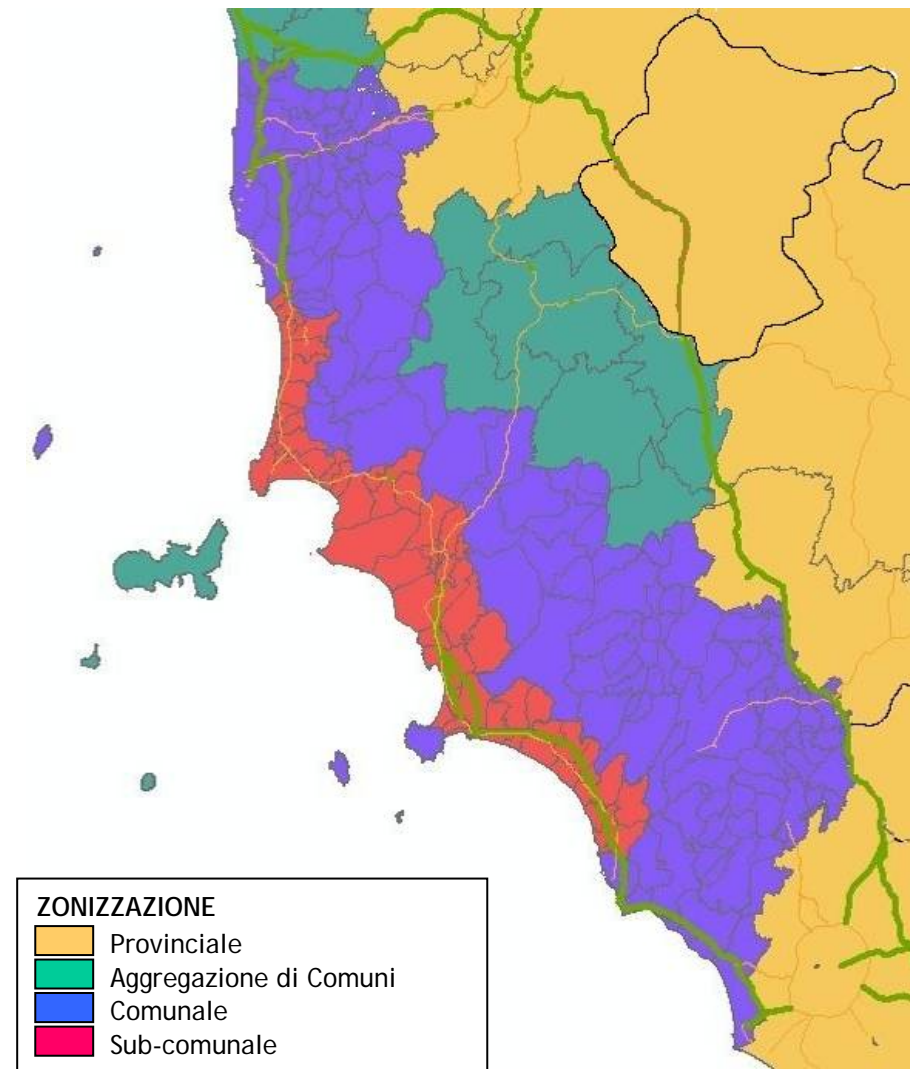 ZONIZZAZIONE
Provinciale
Aggregazione di Comuni
Comunale
Sub-comunale